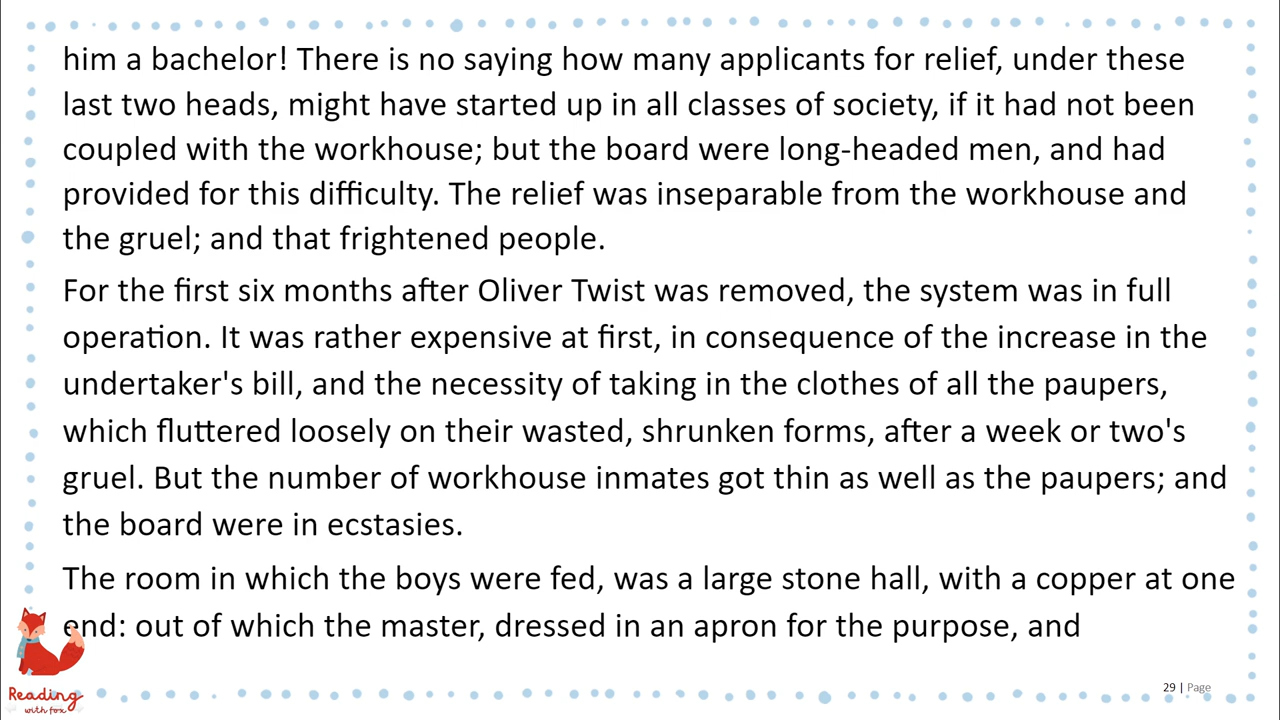 him a bachelor! There is no saying how many applicants for relief, under these
last two heads, might have started up in all classes of society, if it had not been
coupled with the workhouse; but the board were long-headed men, and had
provided for this difficulty. The relief was inseparable from the workhouse and
the gruel; and that frightened people.
For the first six months after Oliver Twist was removed, the system was in full
operation. It was rather expensive at first, in consequence of the increase in the
undertaker's bill, and the necessity of taking in the clothes of all the paupers,
which fluttered loosely on their wasted, shrunken forms, after a week or two's
gruel. But the number of workhouse inmates got thin as well as the paupers; and
the board were in ecstasies.
The room in which the boys were fed, was a large stone hall, with a copper at one
end: out of which the master, dressed in an apron for the purpose, and
29 | Page
Reading
with fox